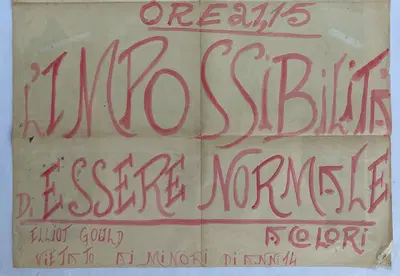 ORE 21,15
L'IMPOSSIBILITÀ
DI ESSERE NORMALE
ELLIOT GOULD A COLORI
VIETATO AI MINORI DI ANNI 14